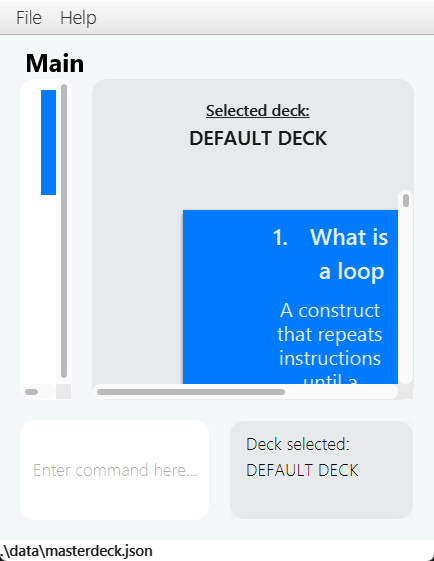 File Help
Main
Selected deck:
DEFAULT DECK
1. What is
a loop
A construct
that repeats
instructions
until a
Enter command here...
Deck selected:
DEFAULT DECK
.\data\masterdeck.json